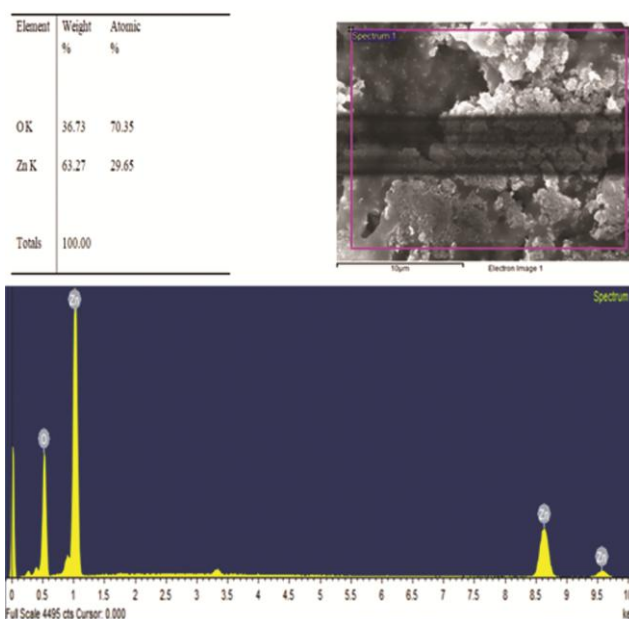 Element Weight Atomic
% %
O K 36.73 70.35
Zn K 63.27 29.65
Totals 100.00
Spectrum 1
10µm Electron Image 1
Spectrum
Zn
O
Zn
Zn
0 0.5 1 1.5 2 2.5 3 3.5 4 4.5 5 5.5 6 6.5 7 7.5 8 8.5 9 9.5 10
Full Scale 4495 cts Cursor: 0.000 ke